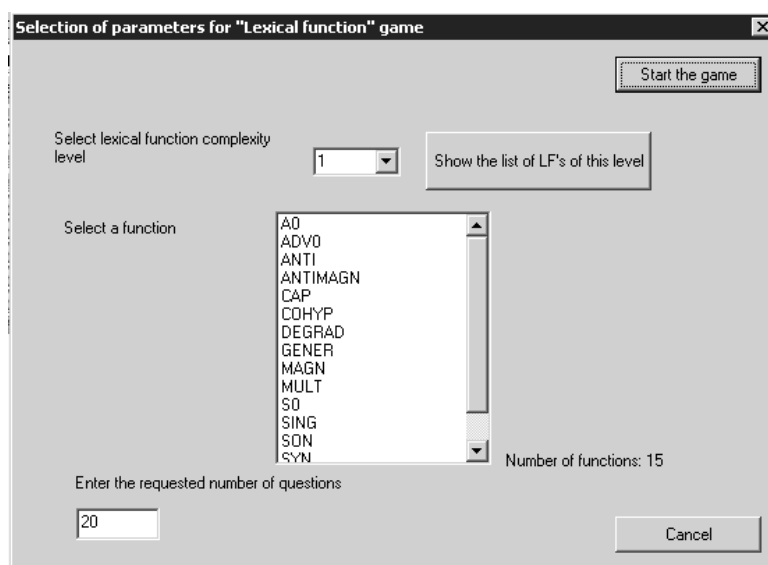 Selection of parameters for "Lexical function" game
Start the game
Select lexical function complexity
level
1
Show the list of LF's of this level
Select a function
A0
ADV0
ANTI
ANTIMAGN
CAP
COHYP
DEGRAD
GENER
MAGN
MULT
S0
SING
SON
SYN
Number of functions: 15
Enter the requested number of questions
20
Cancel